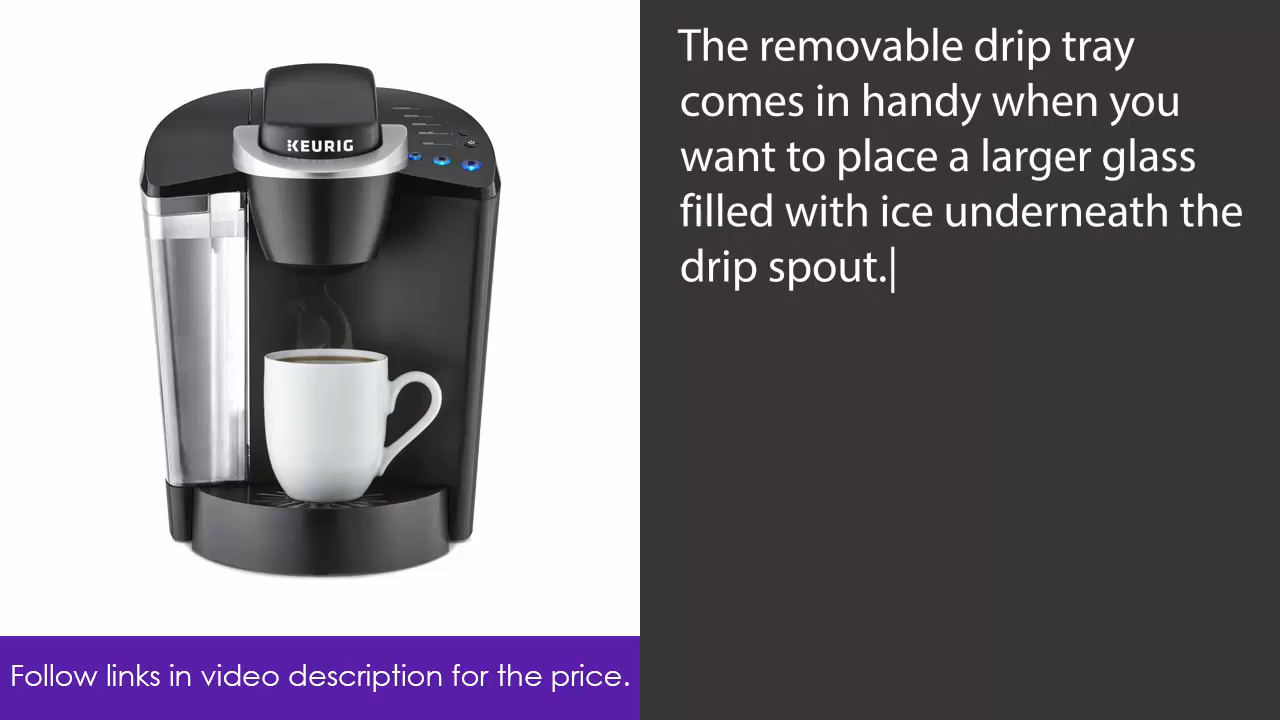 KEURIG
The removable drip tray
comes in handy when you
want to place a larger glass
filled with ice underneath the
drip spout.
Follow links in video description for the price.